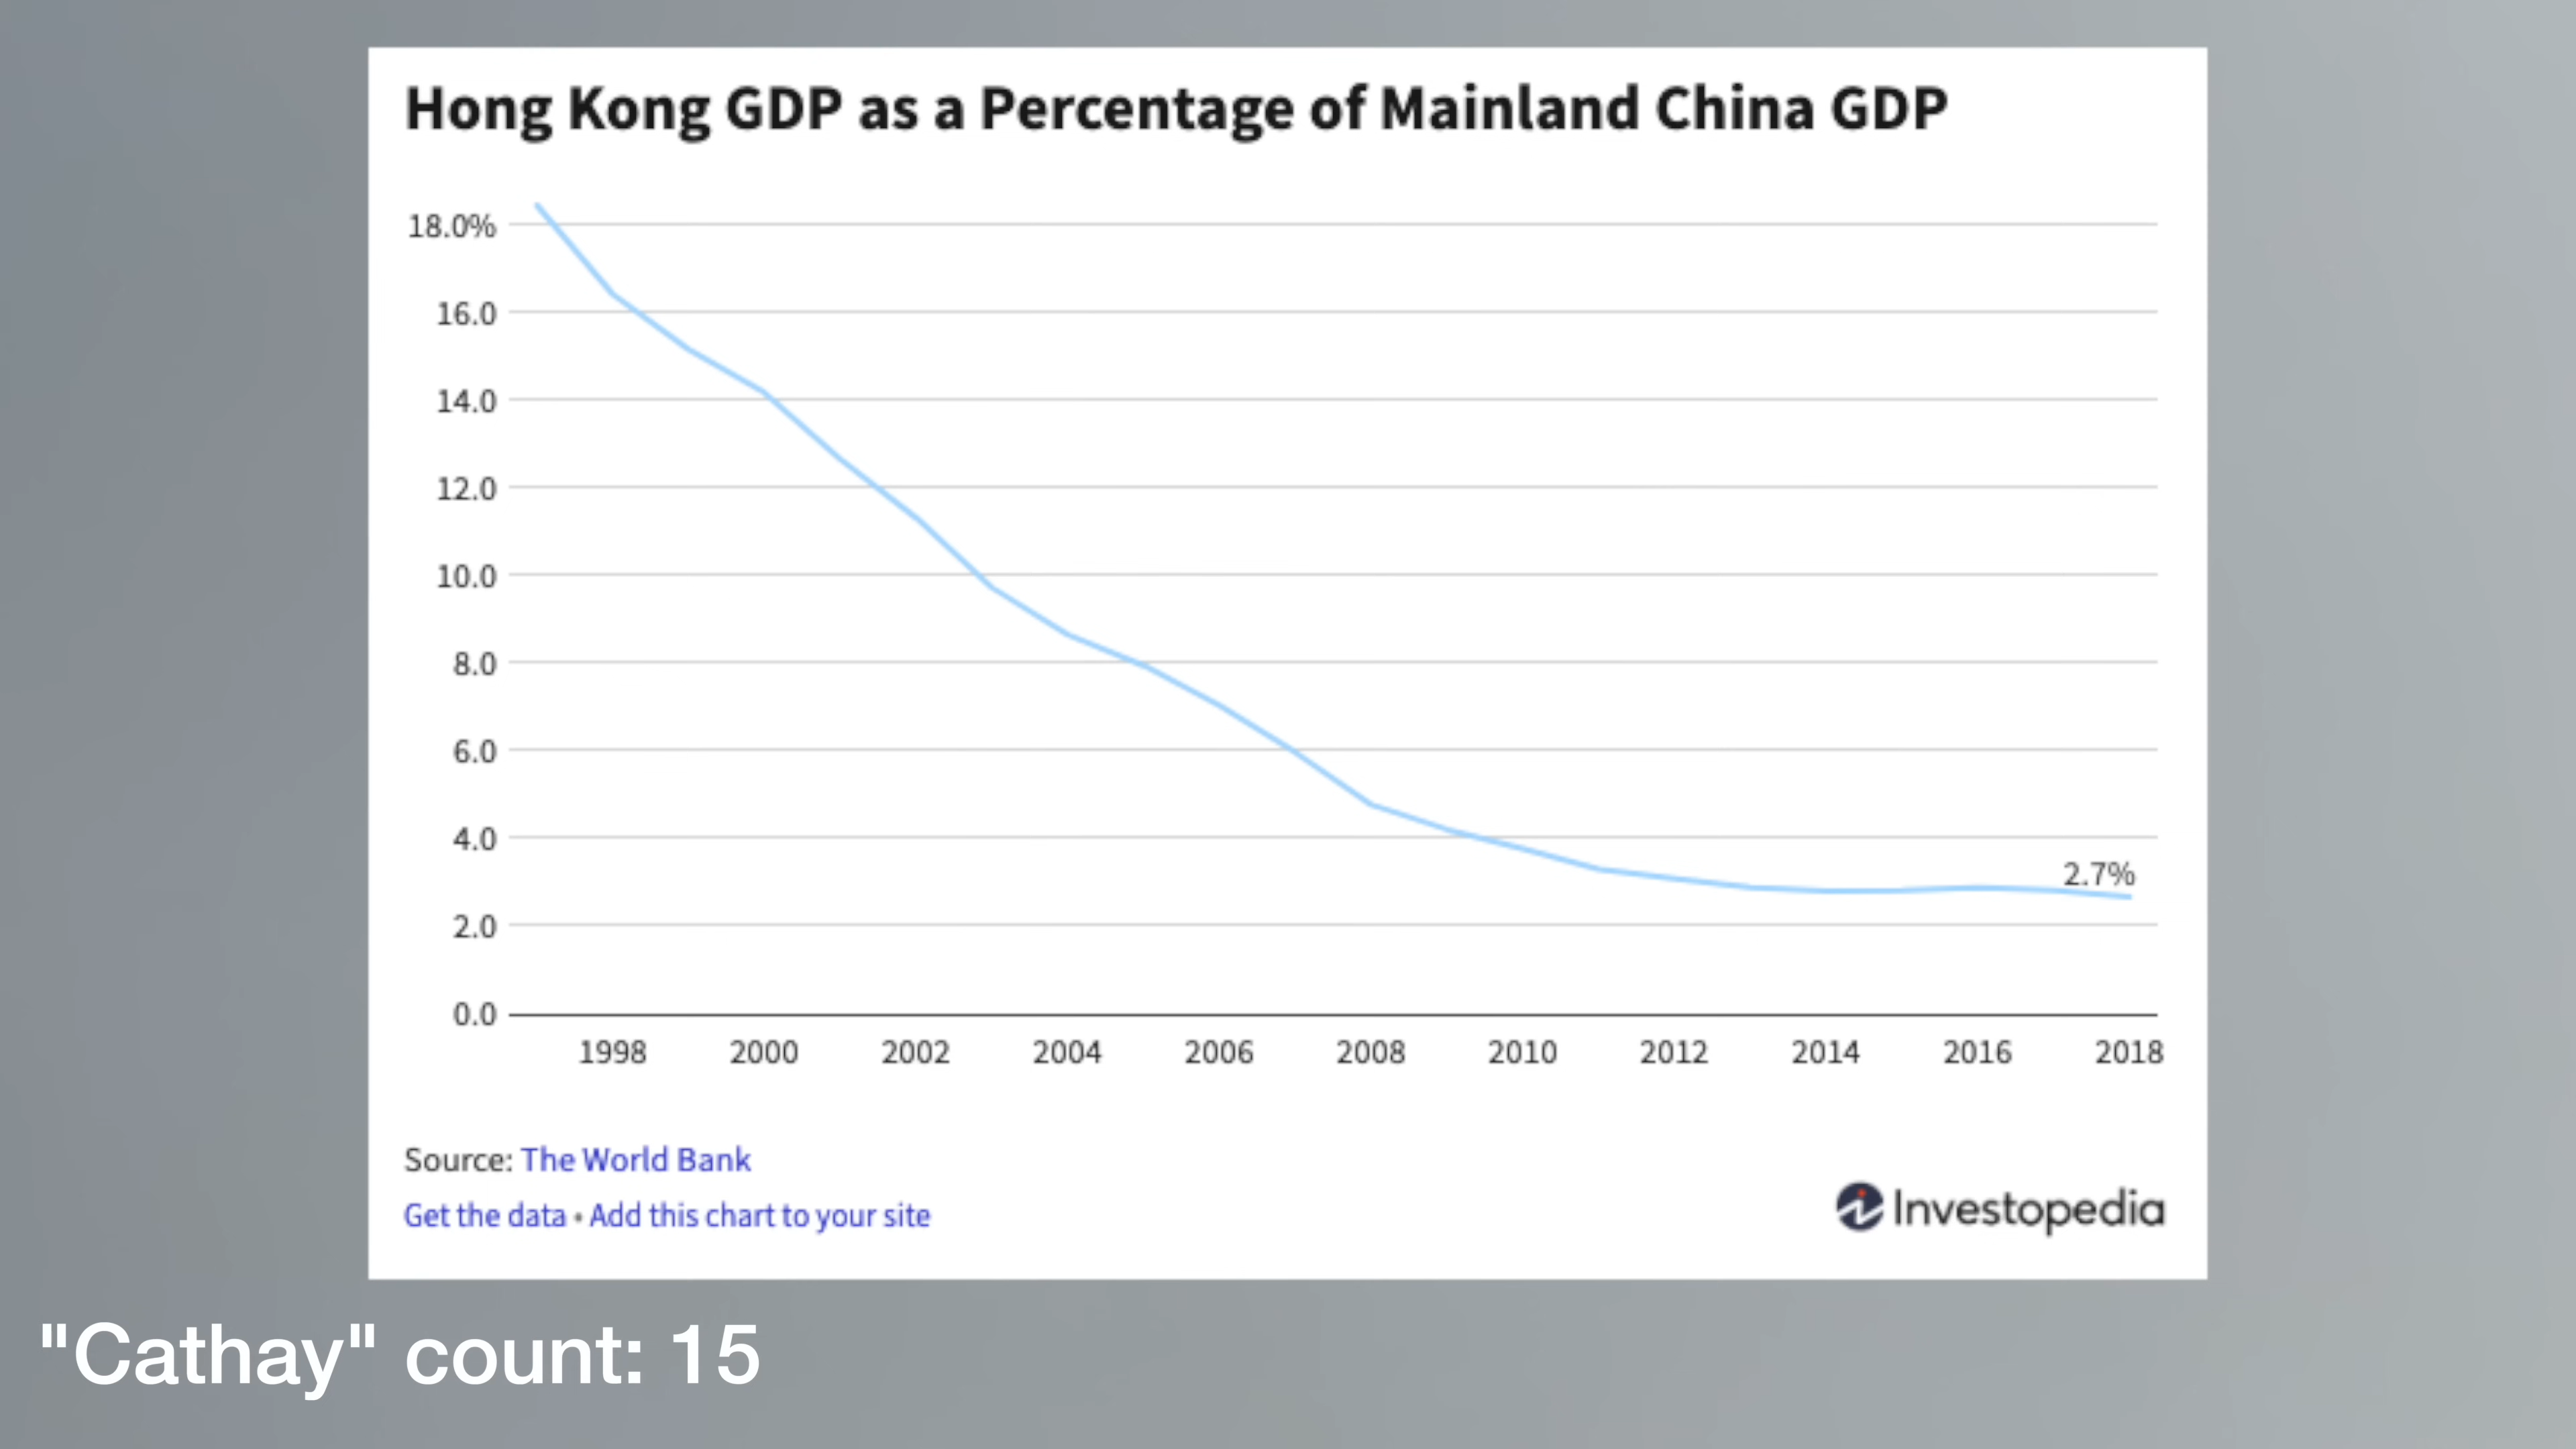 Hong Kong GDP as a Percentage of Mainland China GDP
18.0%
16.0
14.0
12.0
10.0
8.0
6.0
4.0
2.7%
2.0
0.0
1998 2000 2002 2004 2006 2008 2010 2012 2014 2016 2018
Source: The World Bank
Get the data • Add this chart to your site
Investopedia
"Cathay" count: 15